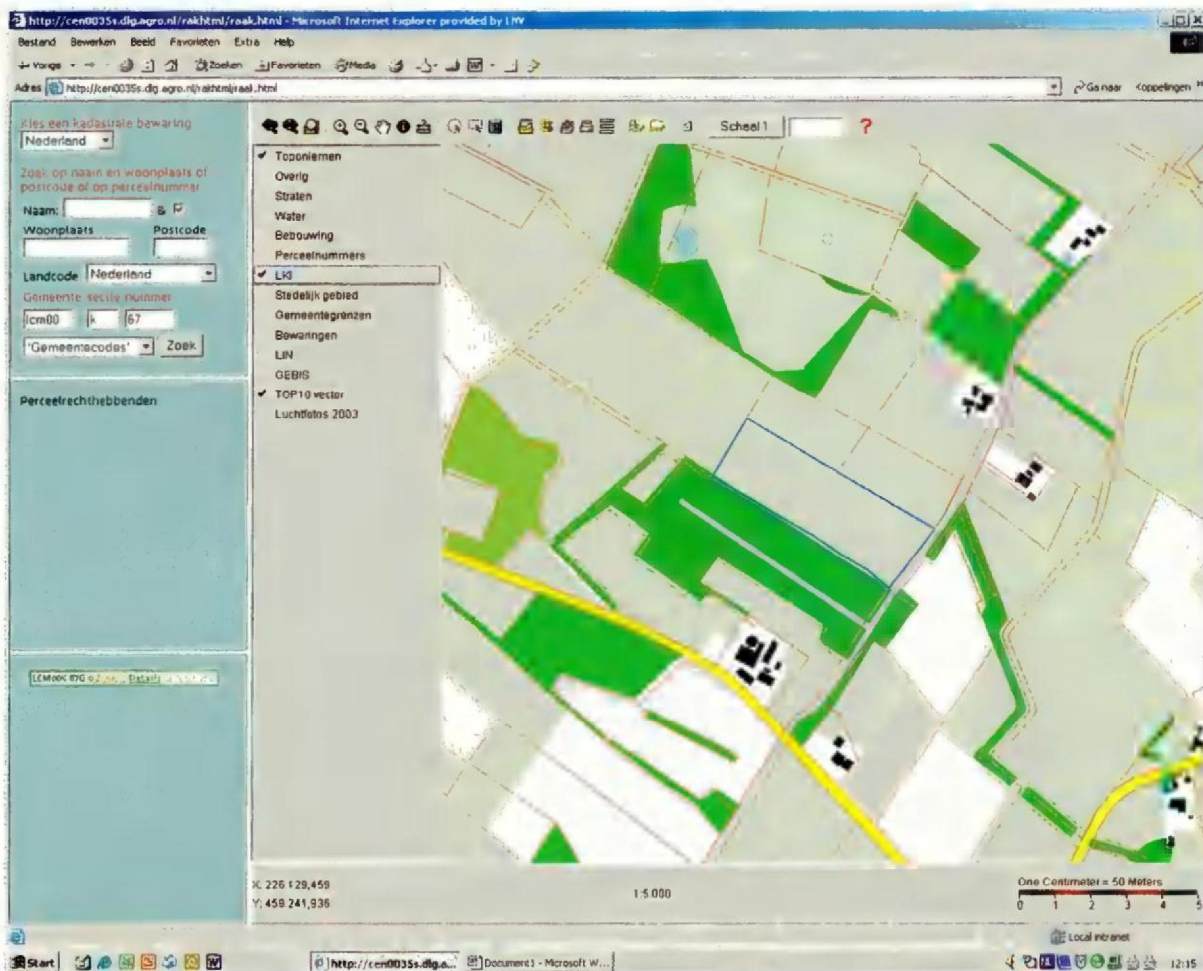 http://cen0035s.dlg.agro.nl/rakhtml/raak.html - Microsoft Internet Explorer provided by LNV
Bestand Bewerken Beeld Favorieten Extra Help
Vorige Zoeken Favorieten Media
Adres http://cen0035s.dlg.agro.nl/rakhtml/raak.html Ga naar Koppelingen
Kies een kadastrale bewaring
Nederland
Zoek op naam en woonplaats of
postcode of op perceelnummer
Naam: &
Woonplaats Postcode
Landcode Nederland
Gemeente sectie nummer
k 67
'Gemeentecodes' Zoek
Perceelrechthebbenden
Details
Schaal 1 ?
Toponiemen
Overig
Straten
Water
Bebouwing
Perceelnummers
LKI
Stedelijk gebied
Gemeentegrenzen
Bewaringen
LIN
GEBIS
TOP10 vector
Luchtfotos 2003
X: 226.129,459
Y: 459.241,936
1:5.000
One Centimeter = 50 Meters
0 1 2 3 4 5
Local intranet
Start http://cen0035s.dlg.a... Document1 - Microsoft W... 12:15